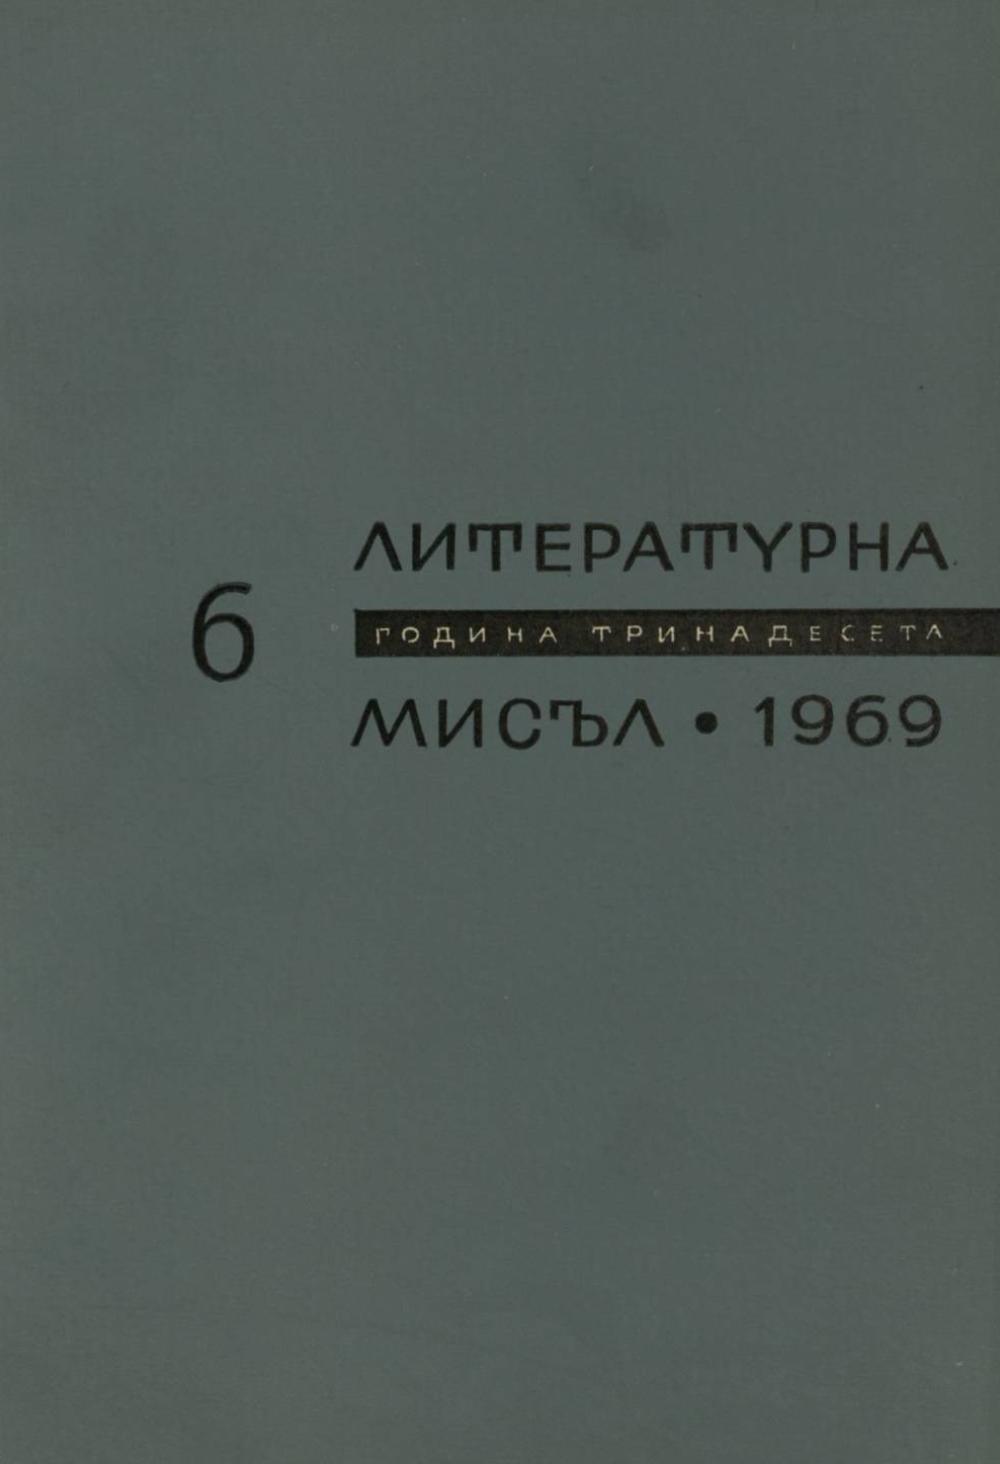 6
ЛИТЕРАТУРНА
ГОДИНА ТРИНАДЕСЕТА
МИСЪЛ • 1969